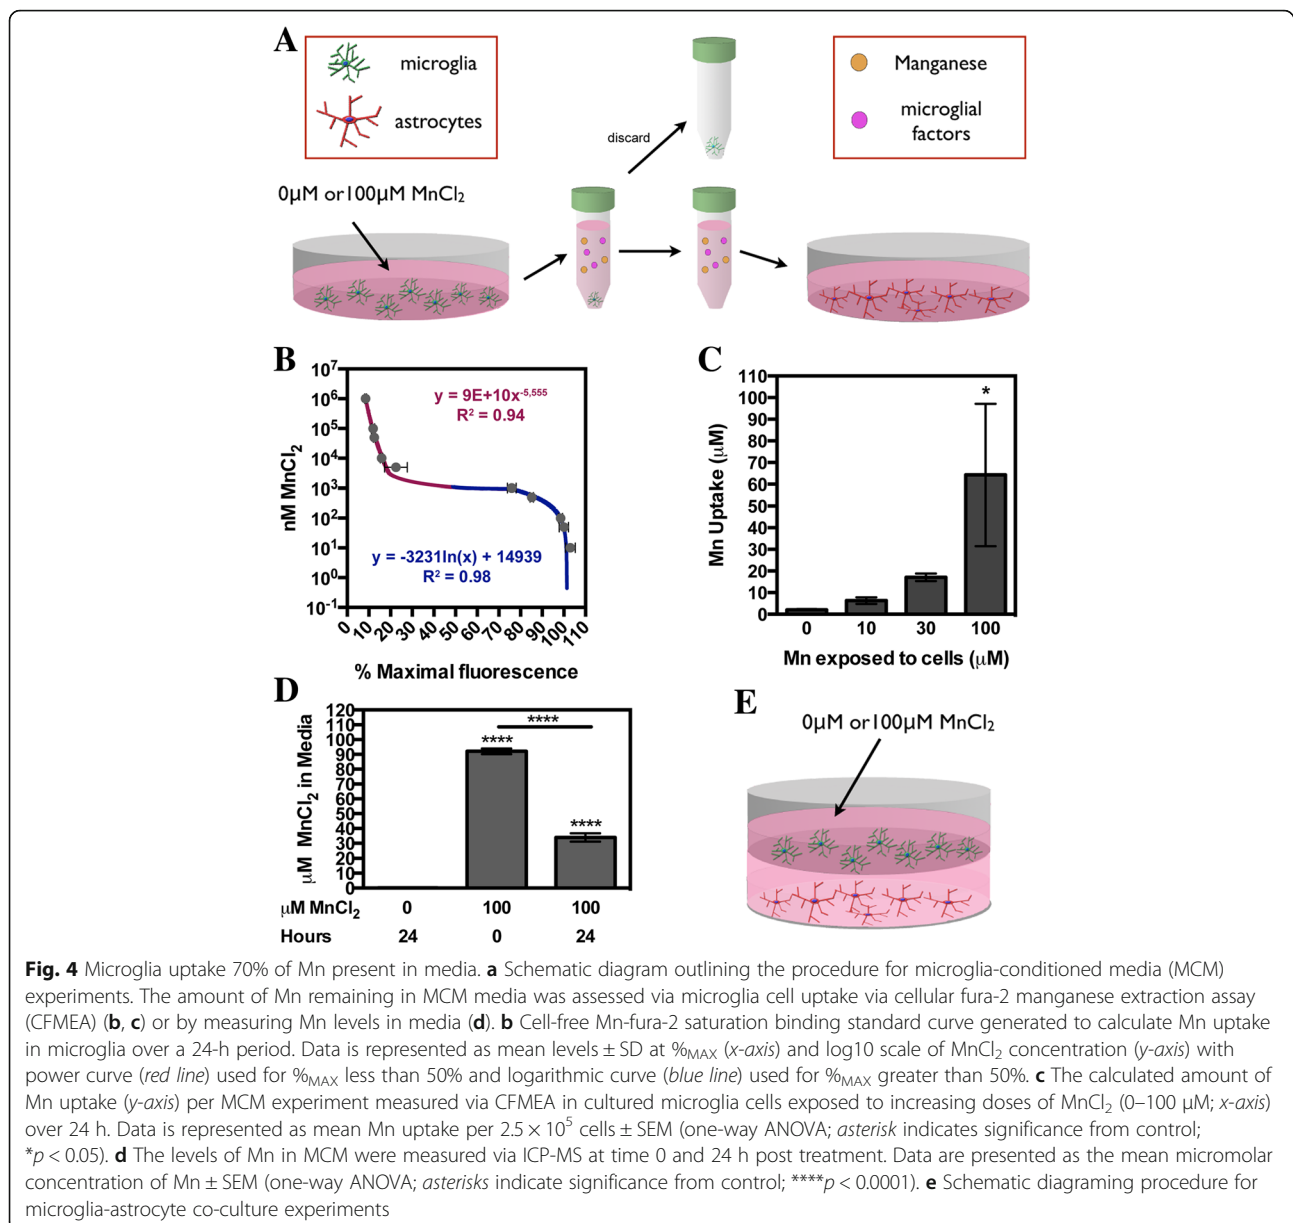 A
microglia
astrocytes
discard
Manganese
microglial
factors
0μM or100μM MnCl₂
B
nM MnCl₂
10⁷
10⁶
10⁵
10⁴
10³
10²
10¹
10⁰
10⁻¹
y = 9E+10x⁻⁵,⁵⁵⁵
R² = 0.94
y = -3231ln(x) + 14939
R² = 0.98
0 10 20 30 40 50 60 70 80 90 100 110
% Maximal fluorescence
C
Mn Uptake (μM)
110
100
90
80
70
60
50
40
30
20
10
0
*
0 10 30 100
Mn exposed to cells (μM)
D
μM MnCl₂ in Media
120
110
100
90
80
70
60
50
40
30
20
10
0
****
****
****
μM MnCl₂ 0 100 100
Hours 24 0 24
E
0μM or100μM MnCl₂
Fig. 4 Microglia uptake 70% of Mn present in media. a Schematic diagram outlining the procedure for microglia-conditioned media (MCM)
experiments. The amount of Mn remaining in MCM media was assessed via microglia cell uptake via cellular fura-2 manganese extraction assay
(CFMEA) (b, c) or by measuring Mn levels in media (d). b Cell-free Mn-fura-2 saturation binding standard curve generated to calculate Mn uptake
in microglia over a 24-h period. Data is represented as mean levels ± SD at %MAX (x-axis) and log10 scale of MnCl₂ concentration (y-axis) with
power curve (red line) used for %MAX less than 50% and logarithmic curve (blue line) used for %MAX greater than 50%. c The calculated amount of
Mn uptake (y-axis) per MCM experiment measured via CFMEA in cultured microglia cells exposed to increasing doses of MnCl₂ (0–100 μM; x-axis)
over 24 h. Data is represented as mean Mn uptake per 2.5 × 10⁵ cells ± SEM (one-way ANOVA; asterisk indicates significance from control;
*p < 0.05). d The levels of Mn in MCM were measured via ICP-MS at time 0 and 24 h post treatment. Data are presented as the mean micromolar
concentration of Mn ± SEM (one-way ANOVA; asterisks indicate significance from control; ****p < 0.0001). e Schematic diagraming procedure for
microglia-astrocyte co-culture experiments